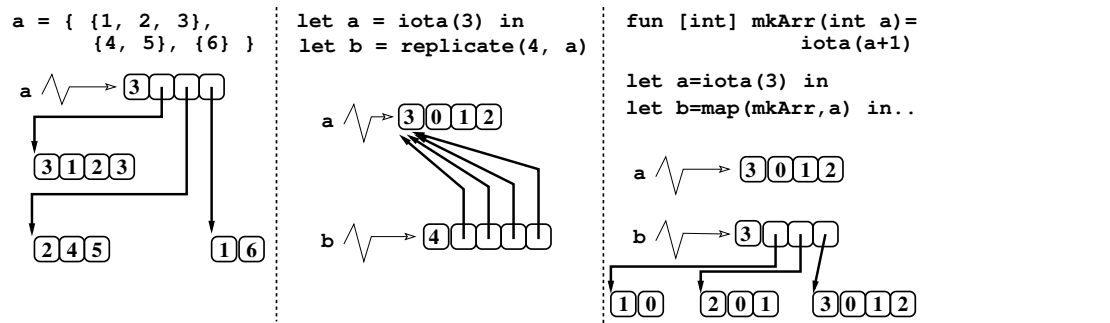 a = { {1, 2, 3},
{4, 5}, {6} }
a
3
3 1 2 3
2 4 5
1 6
let a = iota(3) in
let b = replicate(4, a)
a
3 0 1 2
b
4
fun [int] mkArr(int a)=
iota(a+1)
let a=iota(3) in
let b=map(mkArr,a) in..
a
3 0 1 2
b
3
1 0
2 0 1
3 0 1 2